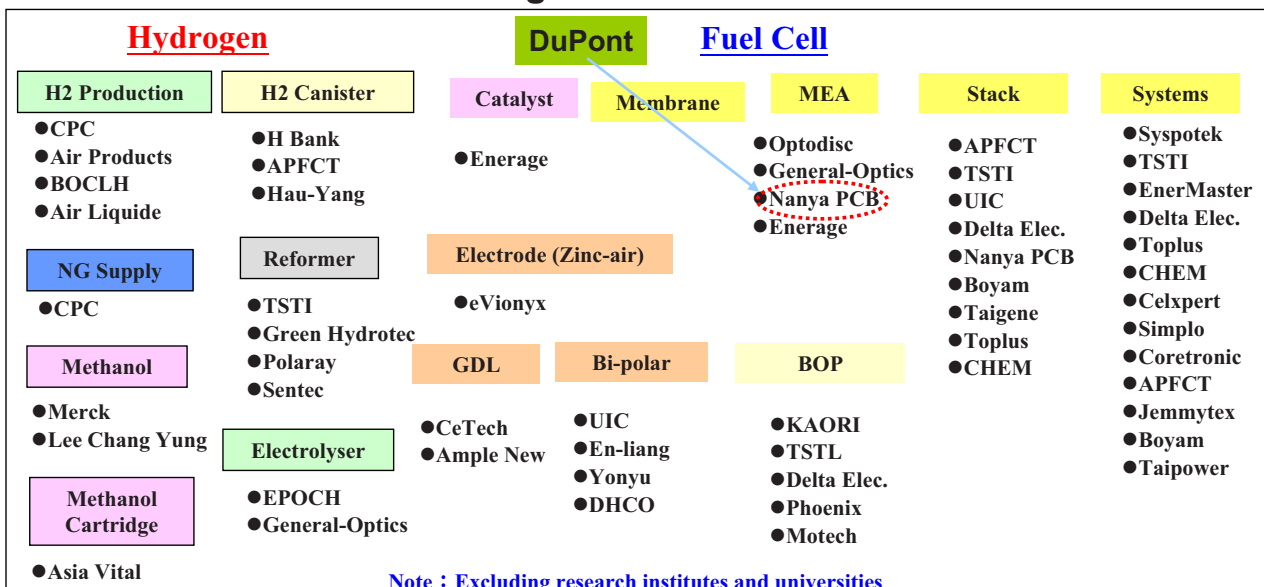 Hydrogen
DuPont
Fuel Cell
H2 Production
●CPC
●Air Products
●BOCLH
●Air Liquide
NG Supply
●CPC
Methanol
●Merck
●Lee Chang Yung
Methanol
Cartridge
●Asia Vital
H2 Canister
●H Bank
●APFCT
●Hau-Yang
Reformer
●TSTI
●Green Hydrotec
●Polaray
●Sentec
Electrolyser
●EPOCH
●General-Optics
Catalyst
●Enerage
Membrane
MEA
●Optodisc
●General-Optics
●Nanya PCB
●Enerage
Electrode (Zinc-air)
●eVionyx
GDL
●CeTech
●Ample New
Bi-polar
●UIC
●En-liang
●Yonyu
●DHCO
BOP
●KAORI
●TSTL
●Delta Elec.
●Phoenix
●Motech
Stack
●APFCT
●TSTI
●UIC
●Delta Elec.
●Nanya PCB
●Boyam
●Taigene
●Toplus
●CHEM
Systems
●Syspotek
●TSTI
●EnerMaster
●Delta Elec.
●Toplus
●CHEM
●Celxpert
●Simplo
●Coretronic
●APFCT
●Jemmytex
●Boyam
●Taipower
Note：Excluding research institutes and universities